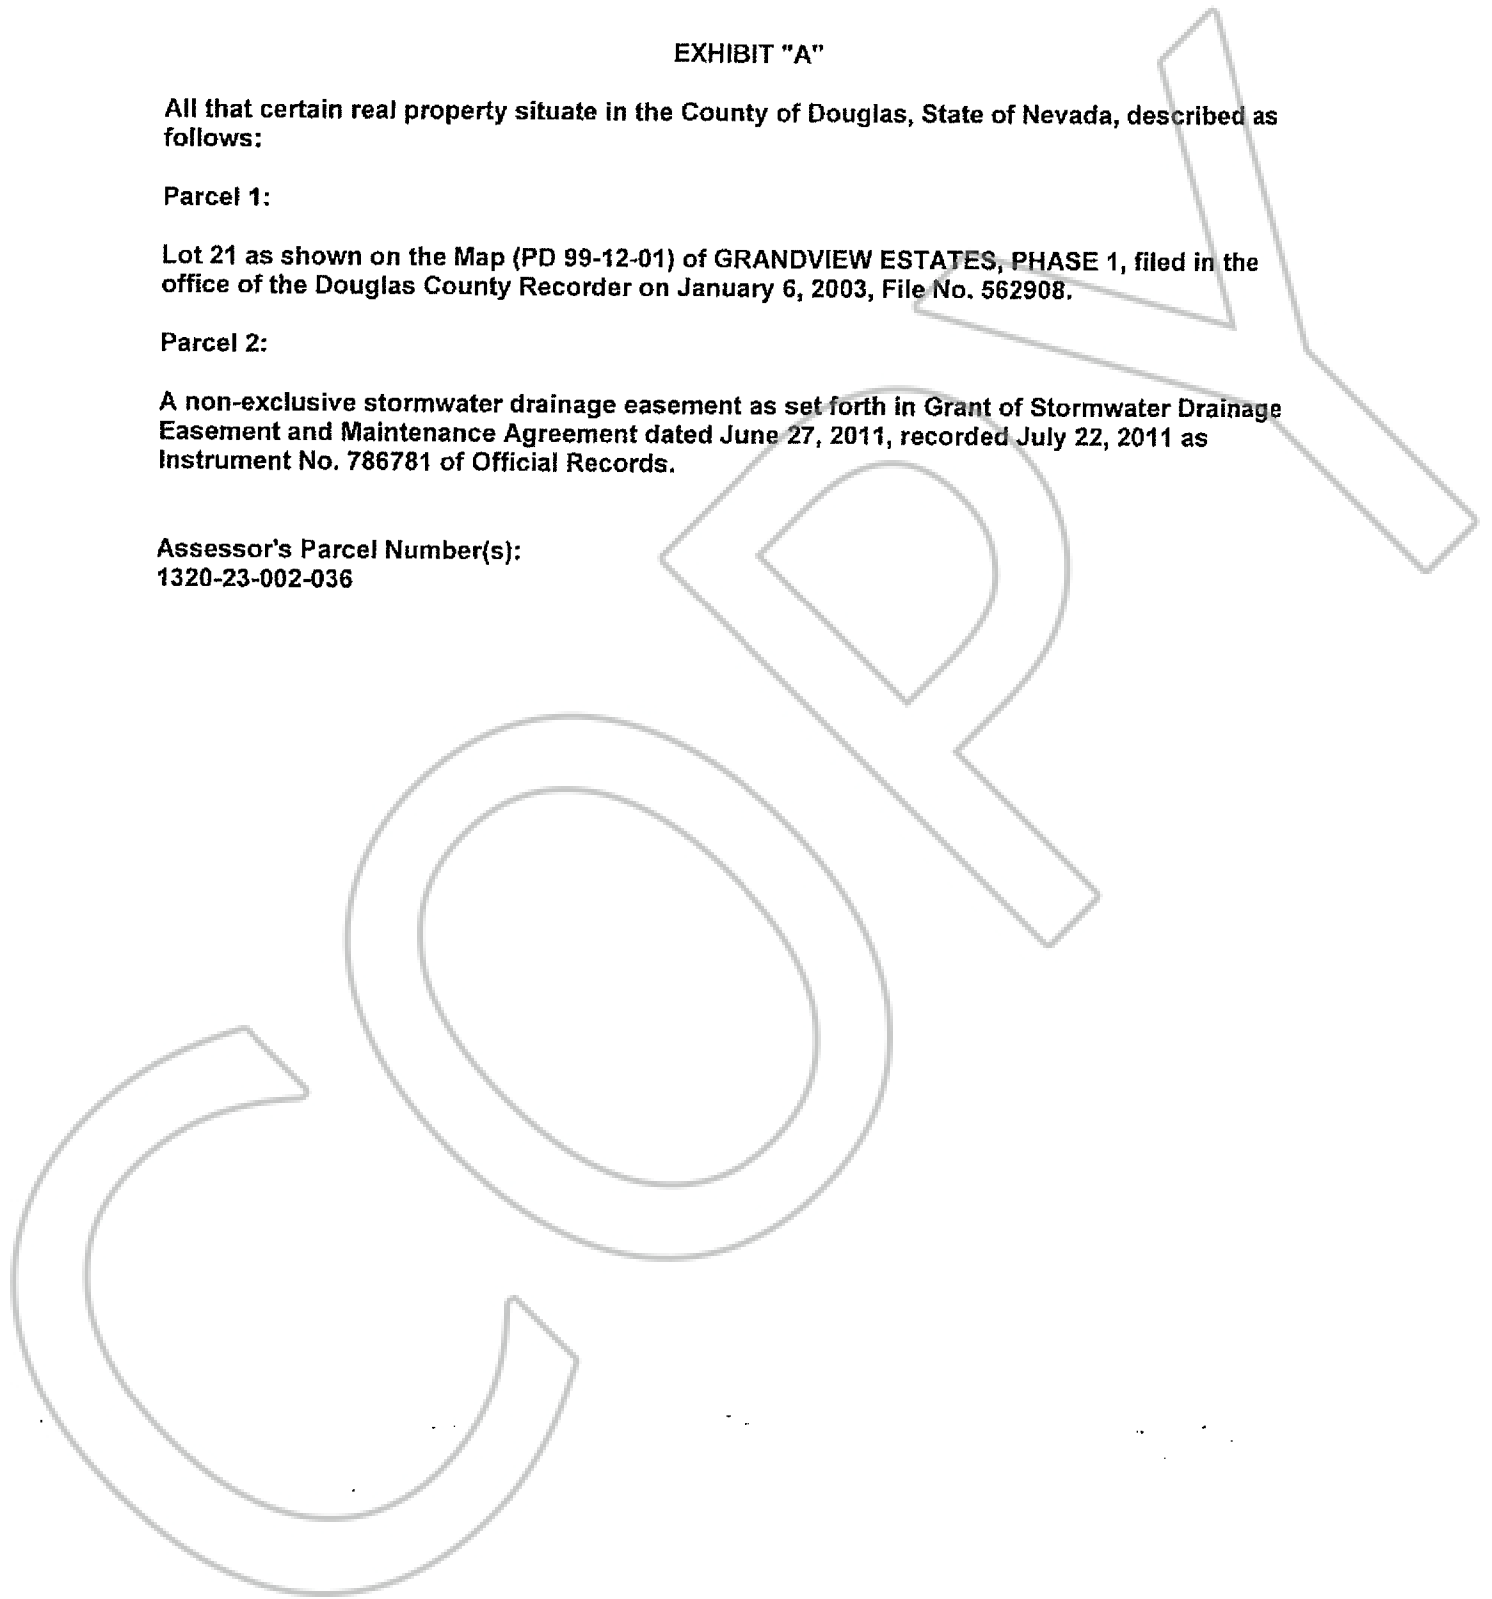 EXHIBIT "A"
All that certain real property situate in the County of Douglas, State of Nevada, described as
follows:
Parcel 1:
Lot 21 as shown on the Map (PD 99-12-01) of GRANDVIEW ESTATES, PHASE 1, filed in the
office of the Douglas County Recorder on January 6, 2003, File No. 562908.
Parcel 2:
A non-exclusive stormwater drainage easement as set forth in Grant of Stormwater Drainage
Easement and Maintenance Agreement dated June 27, 2011, recorded July 22, 2011 as
Instrument No. 786781 of Official Records.
Assessor's Parcel Number(s):
1320-23-002-036
COPY